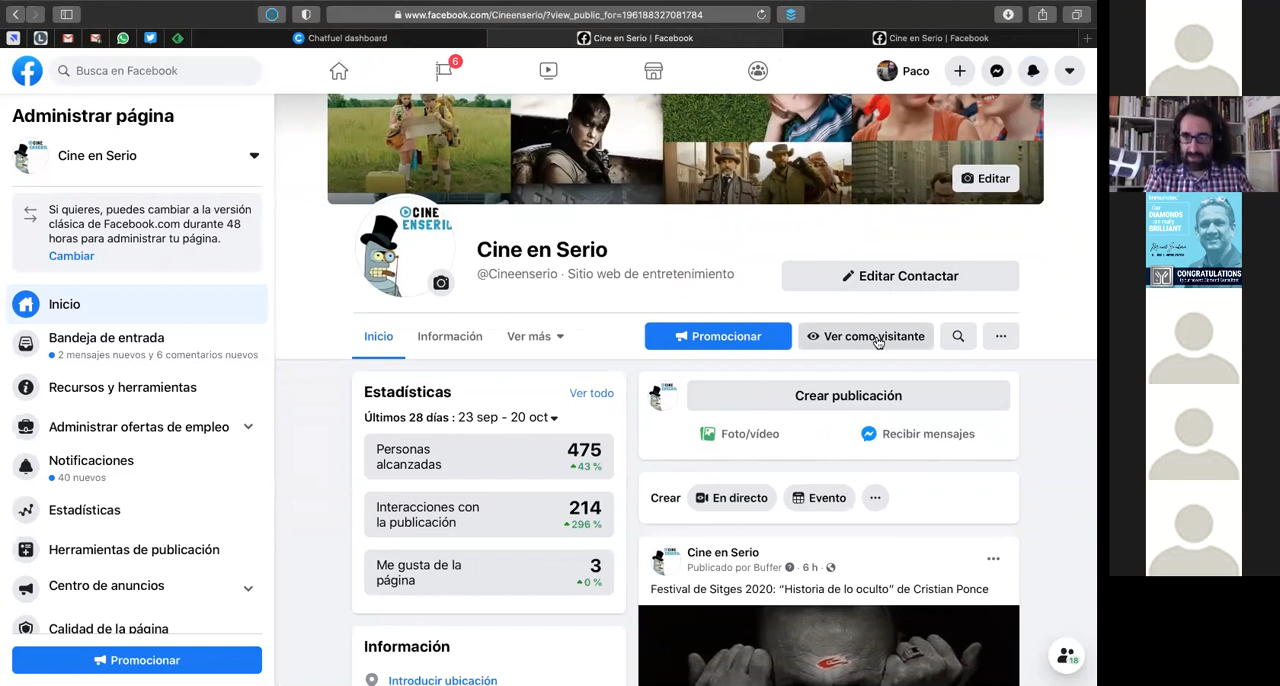 www.facebook.com/Cineenserio/?view_public_for=196188327081784
Chatfuel dashboard
Cine en Serio | Facebook
Cine en Serio | Facebook
Busca en Facebook
6
Paco
Administrar página
Cine en Serio
Si quieres, puedes cambiar a la versión
clásica de Facebook.com durante 48
horas para administrar tu página.
Cambiar
Inicio
Bandeja de entrada
2 mensajes nuevos y 6 comentarios nuevos
Recursos y herramientas
Administrar ofertas de empleo
Notificaciones
40 nuevos
Estadísticas
Herramientas de publicación
Centro de anuncios
Calidad de la página
Promocionar
Editar
CINE
ENSERIO
Cine en Serio
@Cineenserio · Sitio web de entretenimiento
Editar Contactar
Inicio
Información
Ver más
Promocionar
Ver como visitante
Estadísticas
Ver todo
Últimos 28 días : 23 sep - 20 oct
Personas
alcanzadas
475
43 %
Interacciones con
la publicación
214
296 %
Me gusta de la
página
3
0 %
Información
Introducir ubicación
Crear publicación
Foto/vídeo
Recibir mensajes
Crear
En directo
Evento
Cine en Serio
Publicado por Buffer · 6 h ·
Festival de Sitges 2020: “Historia de lo oculto” de Cristian Ponce
18
Our
DIAMONDS
are really
BRILLIANT
CONGRATULATIONS